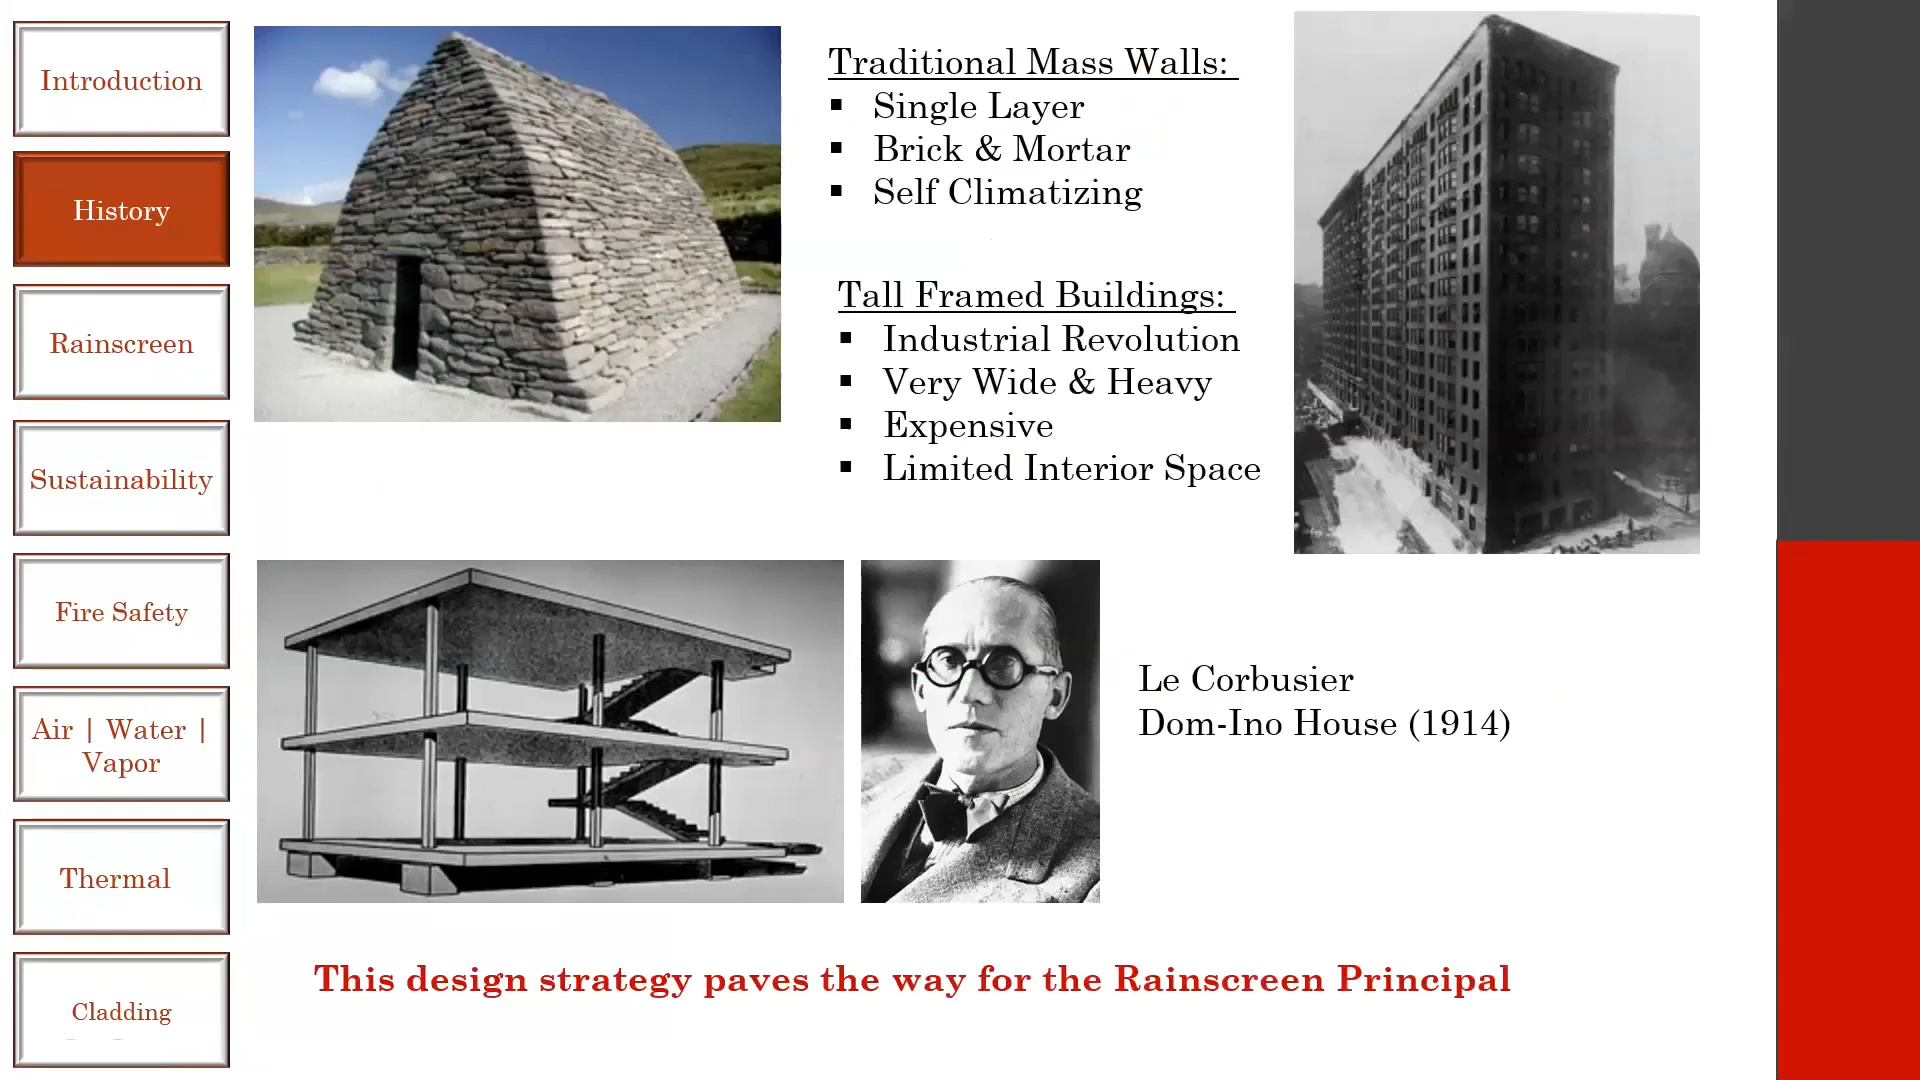 Introduction
History
Rainscreen
Sustainability
Fire Safety
Air | Water |
Vapor
Thermal
Cladding
Traditional Mass Walls:
▪ Single Layer
▪ Brick & Mortar
▪ Self Climatizing
Tall Framed Buildings:
▪ Industrial Revolution
▪ Very Wide & Heavy
▪ Expensive
▪ Limited Interior Space
Le Corbusier
Dom-Ino House (1914)
This design strategy paves the way for the Rainscreen Principal